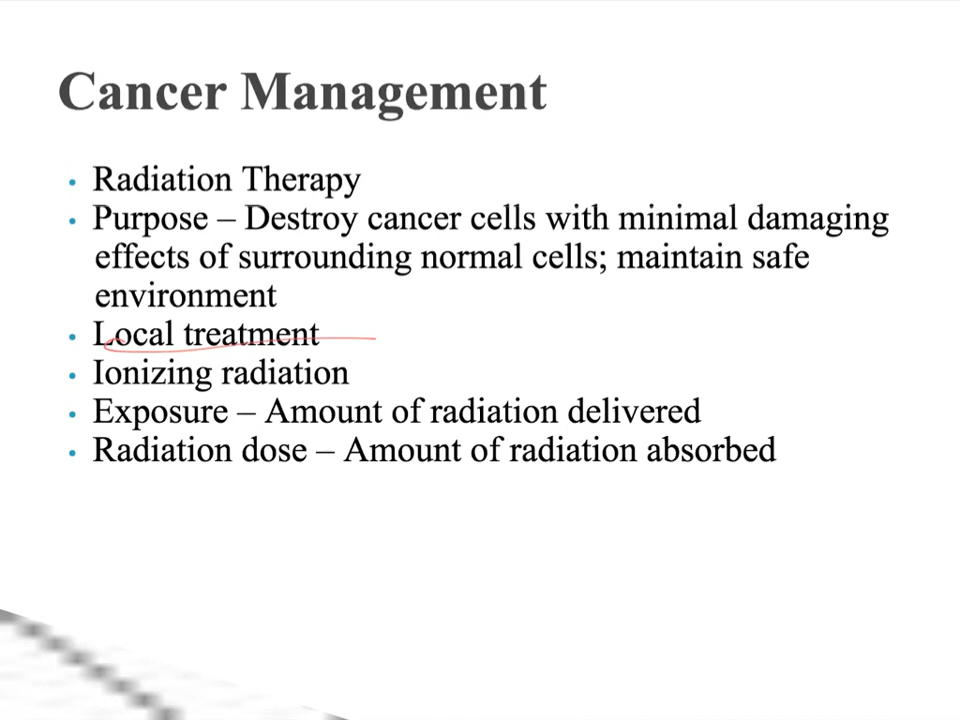 Cancer Management
• Radiation Therapy
• Purpose – Destroy cancer cells with minimal damaging
effects of surrounding normal cells; maintain safe
environment
• Local treatment
• Ionizing radiation
• Exposure – Amount of radiation delivered
• Radiation dose – Amount of radiation absorbed